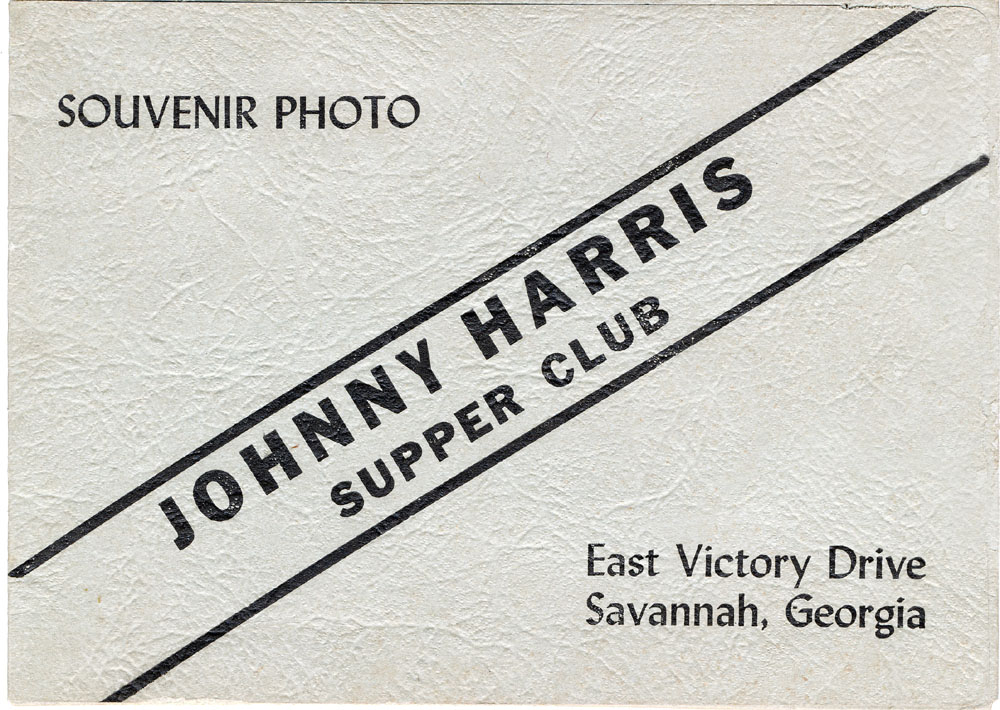 SOUVENIR PHOTO
JOHNNY HARRIS
SUPPER CLUB
East Victory Drive
Savannah, Georgia